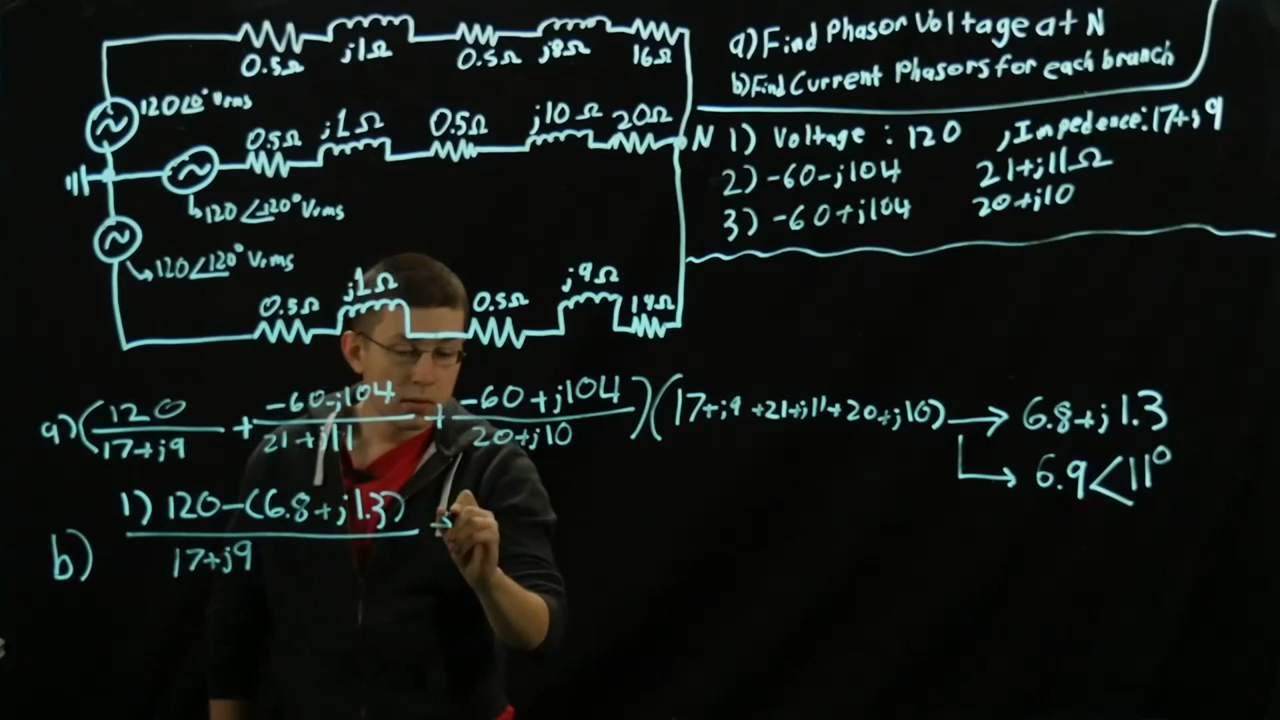 0.5Ω j1Ω 0.5Ω j8Ω 16Ω
120∠0° Vrms
0.5Ω j1Ω 0.5Ω j10Ω 20Ω N
120∠120° Vrms
120∠120° Vrms
0.5Ω j1Ω 0.5Ω j9Ω 19Ω
a) Find Phasor Voltage at N
b) Find Current Phasors for each branch
1) Voltage : 120 , Impedence: 17+j9
2) -60-j104 21+j11Ω
3) -60+j104 20+j10
a) (120/17+j9 + -60-j104/21+j11 + -60+j104/20+j10)(17+j9+21+j11+20+j10) → 6.8+j1.3
→ 6.9∠11°
b) 1) 120-(6.8+j1.3)
17+j9